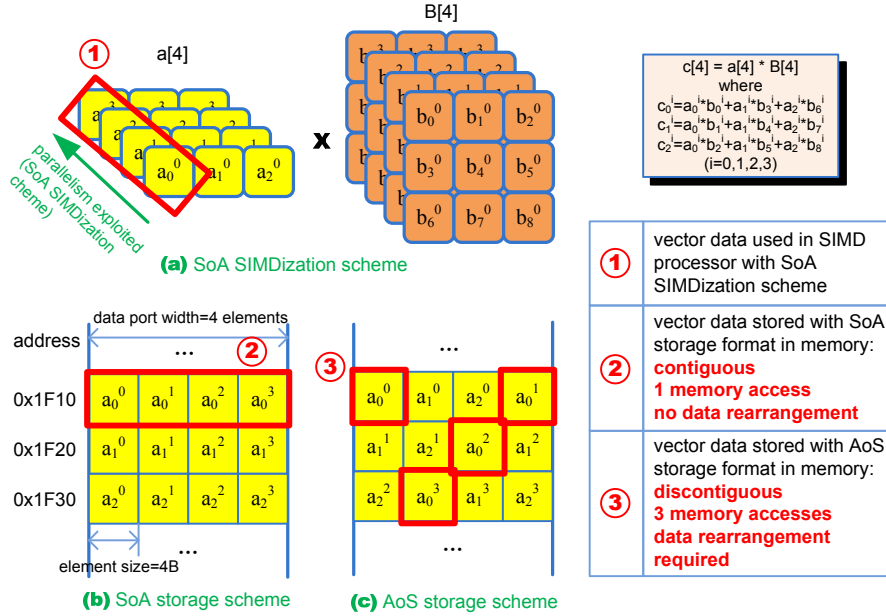 ①
a[4]
B[4]
a₀³
a₀²
a₀¹
a₀⁰ a₁⁰ a₂⁰
x
b₀⁰ b₁⁰ b₂⁰
b₃⁰ b₄⁰ b₅⁰
b₆⁰ b₇⁰ b₈⁰
parallelism exploited
(SoA SIMDization
cheme)
(a) SoA SIMDization scheme
c[4] = a[4] * B[4]
where
c₀ⁱ=a₀ⁱ*b₀ⁱ+a₁ⁱ*b₃ⁱ+a₂ⁱ*b₆ⁱ
c₁ⁱ=a₀ⁱ*b₁ⁱ+a₁ⁱ*b₄ⁱ+a₂ⁱ*b₇ⁱ
c₂ⁱ=a₀ⁱ*b₂ⁱ+a₁ⁱ*b₅ⁱ+a₂ⁱ*b₈ⁱ
(i=0,1,2,3)
data port width=4 elements
address
...
②
0x1F10 a₀⁰ a₀¹ a₀² a₀³
0x1F20 a₁⁰ a₁¹ a₁² a₁³
0x1F30 a₂⁰ a₂¹ a₂² a₂³
...
element size=4B
(b) SoA storage scheme
③
...
a₀⁰ a₁⁰ a₂⁰ a₀¹
a₁¹ a₂¹ a₀² a₁²
a₂² a₀³ a₁³ a₂³
...
(c) AoS storage scheme
①
vector data used in SIMD
processor with SoA
SIMDization scheme
②
vector data stored with SoA
storage format in memory:
contiguous
1 memory access
no data rearrangement
③
vector data stored with AoS
storage format in memory:
discontiguous
3 memory accesses
data rearrangement
required